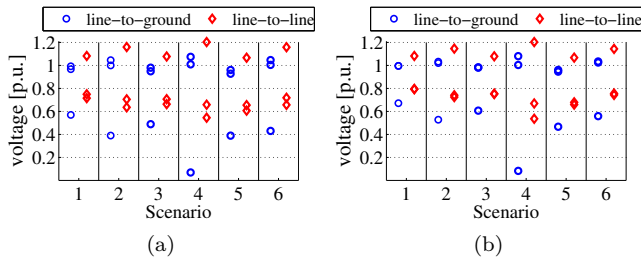 line−to−ground line−to−line
voltage [p.u.]
1.2
1
0.8
0.6
0.4
0.2
1 2 3 4 5 6
Scenario
(a)
line−to−ground line−to−line
voltage [p.u.]
1.2
1
0.8
0.6
0.4
0.2
1 2 3 4 5 6
Scenario
(b)